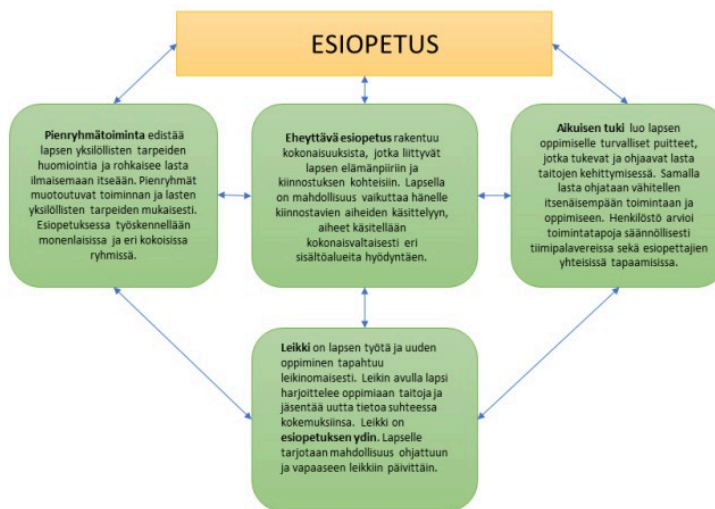 ESIOPETUS
Pienryhmätoiminta edistää
lapsen yksilöllisten tarpeiden
huomiointia ja rohkaisee lasta
ilmaisemaan itseään. Pienryhmät
muotoutuvat toiminnan ja lasten
yksilöllisten tarpeiden mukaisesti.
Esiopetuksessa työskennellään
monenlaisissa ja eri kokoisissa
ryhmissä.
Eheyttävä esiopetus rakentuu
kokonaisuuksista, jotka liittyvät
lapsen elämänpiiriin ja
kiinnostuksen kohteisiin. Lapsella
on mahdollisuus vaikuttaa hänelle
kiinnostavien aiheiden käsittelyyn,
aiheet käsitellään
kokonaisvaltaisesti eri
sisältöalueita hyödyntäen.
Aikuisen tuki luo lapsen
oppimiselle turvalliset puitteet,
jotka tukevat ja ohjaavat lasta
taitojen kehittymisessä. Samalla
lasta ohjataan vähitellen
itsenäisempään toimintaan ja
oppimiseen. Henkilöstö arvioi
toimintatapoja säännöllisesti
tiimipalavereissa sekä esiopettajien
yhteisissä tapaamisissa.
Leikki on lapsen työtä ja uuden
oppiminen tapahtuu
leikinomaisesti. Leikin avulla lapsi
harjoittelee oppimiaan taitoja ja
jäsentää uutta tietoa suhteessa
kokemuksiinsa. Leikki on
esiopetuksen ydin. Lapselle
tarjotaan mahdollisuus ohjattuun
ja vapaaseen leikkiin päivittäin.